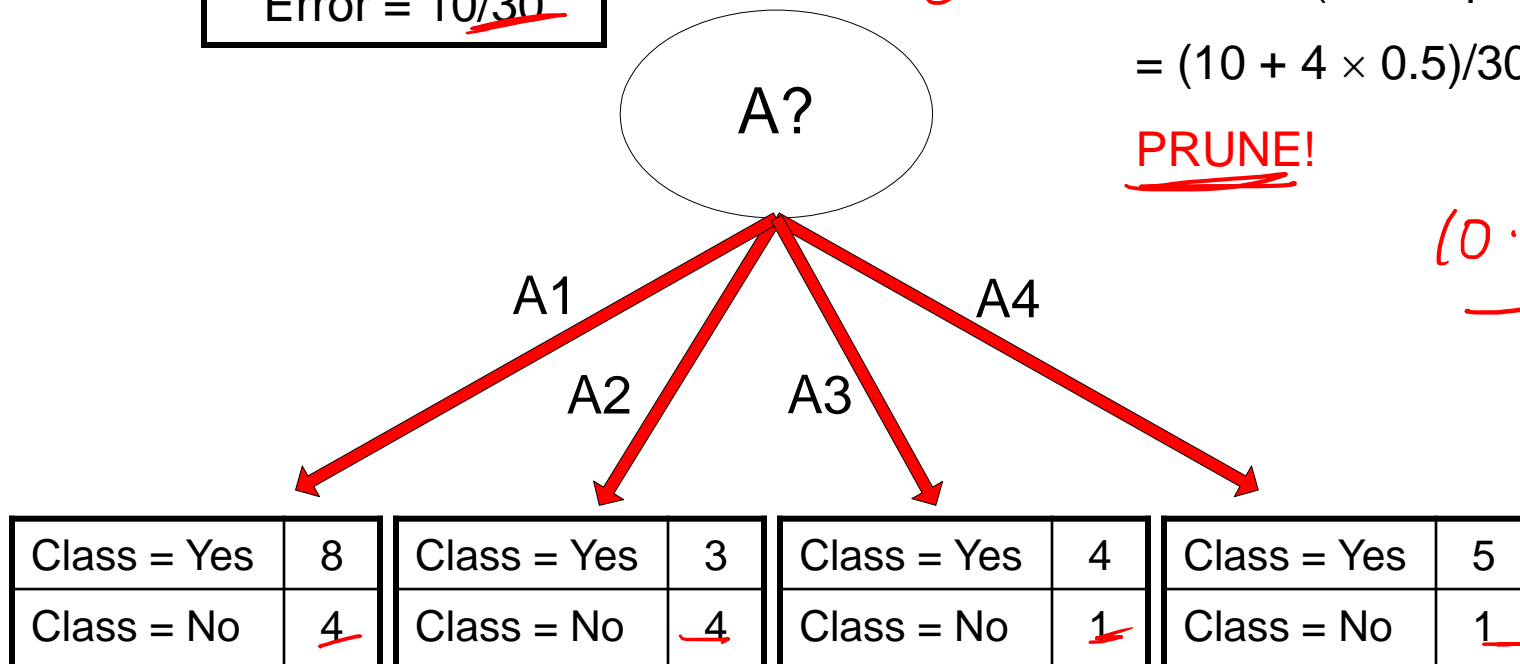 Error = 10/30
= (10 + 4 × 0.5)/30
A?
PRUNE!
(0
A1
A4
A2
A3
Class = Yes 8
Class = No 4
Class = Yes 3
Class = No 4
Class = Yes 4
Class = No 1
Class = Yes 5
Class = No 1